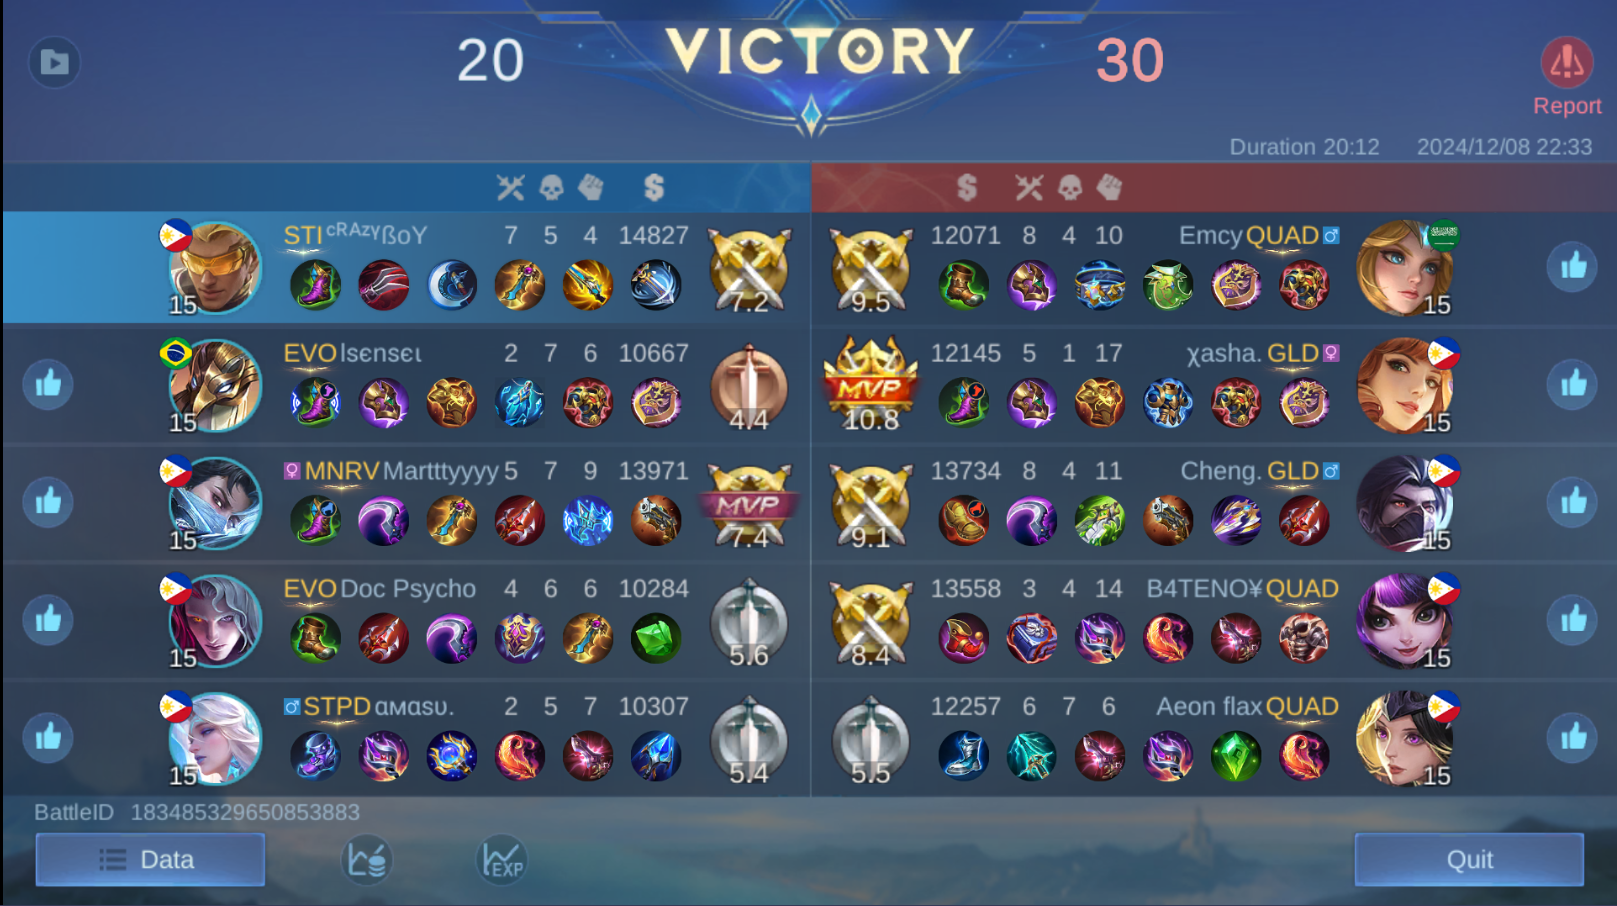 20 VICTORY 30
Report
Duration 20:12 2024/12/08 22:33
STI ᶜᴿᴬᶻʸßoY 7 5 4 14827 7.2 15
9.5 12071 8 4 10 Emcy QUAD♂ 15
EVO lsєnsєι 2 7 6 10667 4.4 15
MVP 10.8 12145 5 1 17 χasha. GLD♀ 15
♀MNRV Martttyyyy 5 7 9 13971 MVP 7.4 15
9.1 13734 8 4 11 Cheng. GLD♂ 15
EVO Doc Psycho 4 6 6 10284 5.6 15
8.4 13558 3 4 14 B4TENO¥ QUAD 15
♂STPD αмαsυ. 2 5 7 10307 5.4 15
5.5 12257 6 7 6 Aeon flax QUAD 15
BattleID 183485329650853883
Data EXP Quit